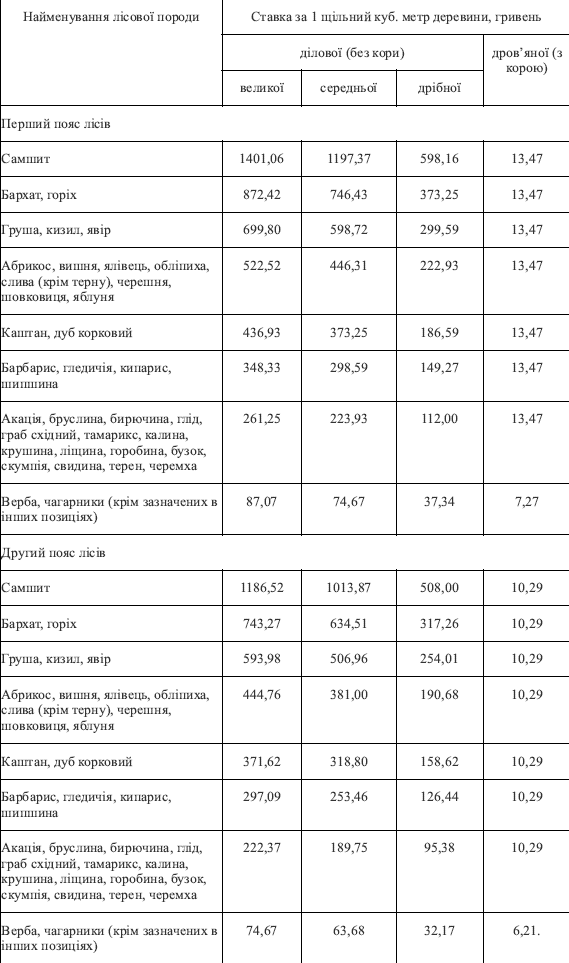 Найменування лісової породи
Ставка за 1 щільний куб. метр деревини, гривень
ділової (без кори)
дров’яної (з
корою)
великої
середньої
дрібної
Перший пояс лісів
Самшит 1401,06 1197,37 598,16 13,47
Бархат, горіх 872,42 746,43 373,25 13,47
Груша, кизил, явір 699,80 598,72 299,59 13,47
Абрикос, вишня, ялівець, обліпиха, 522,52 446,31 222,93 13,47
слива (крім терну), черешня,
шовковиця, яблуня
Каштан, дуб корковий 436,93 373,25 186,59 13,47
Барбарис, гледичія, кипарис, 348,33 298,59 149,27 13,47
шипшина
Акація, бруслина, бирючина, глід, 261,25 223,93 112,00 13,47
граб східний, тамарикс, калина,
крушина, ліщина, горобина, бузок,
скумпія, свидина, терен, черемха
Верба, чагарники (крім зазначених в 87,07 74,67 37,34 7,27
інших позиціях)
Другий пояс лісів
Самшит 1186,52 1013,87 508,00 10,29
Бархат, горіх 743,27 634,51 317,26 10,29
Груша, кизил, явір 593,98 506,96 254,01 10,29
Абрикос, вишня, ялівець, обліпиха, 444,76 381,00 190,68 10,29
слива (крім терну), черешня,
шовковиця, яблуня
Каштан, дуб корковий 371,62 318,80 158,62 10,29
Барбарис, гледичія, кипарис, 297,09 253,46 126,44 10,29
шипшина
Акація, бруслина, бирючина, глід, 222,37 189,75 95,38 10,29
граб східний, тамарикс, калина,
крушина, ліщина, горобина, бузок,
скумпія, свидина, терен, черемха
Верба, чагарники (крім зазначених в 74,67 63,68 32,17 6,21.
інших позиціях)